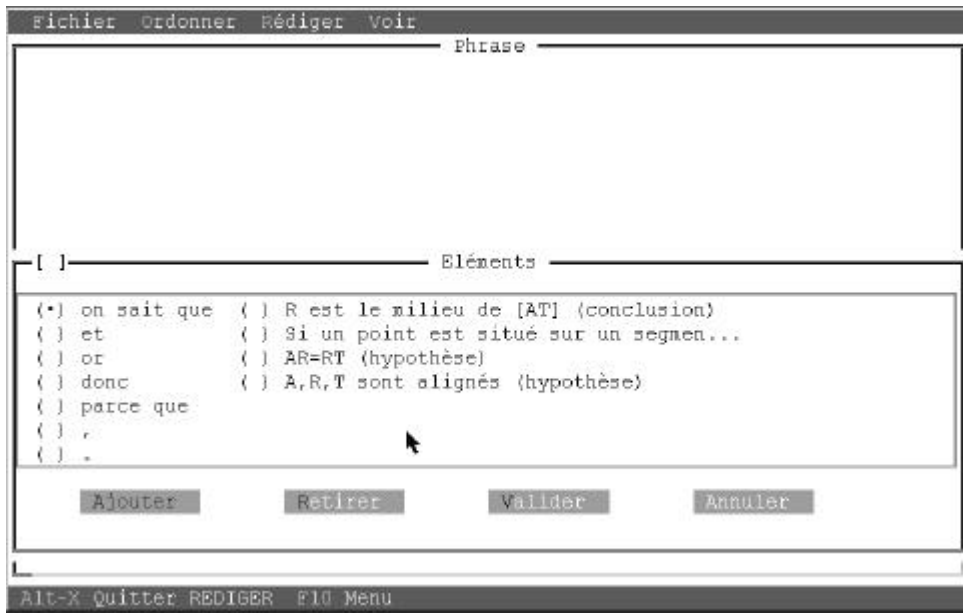 Fichier Ordonner Rédiger Voir
Phrase
[ ] Eléments
(•) on sait que ( ) R est le milieu de [AT] (conclusion)
( ) et ( ) Si un point est situé sur un segmen...
( ) or ( ) AR=RT (hypothèse)
( ) donc ( ) A,R,T sont alignés (hypothèse)
( ) parce que
( ) ,
( ) .
Ajouter Retirer Valider Annuler
Alt-X Quitter REDIGER F10 Menu